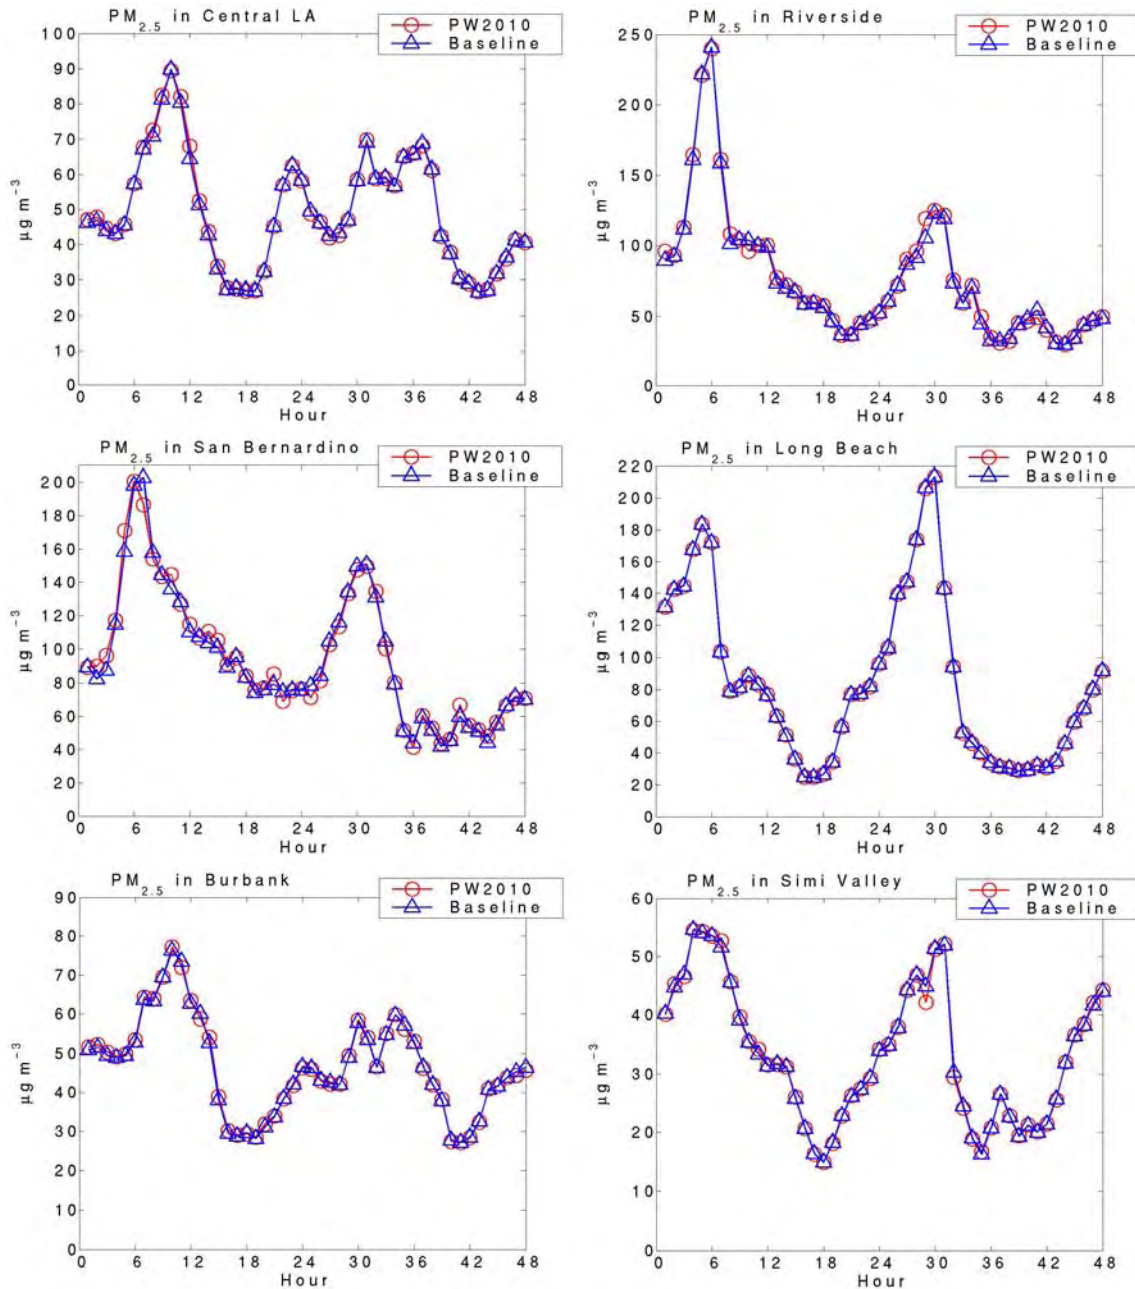 PM2.5 in Central LA
PW2010
Baseline
100
90
80
70
60
50
40
30
20
10
0
µg m−3
0 6 12 18 24 30 36 42 48
Hour
PM2.5 in Riverside
PW2010
Baseline
250
200
150
100
50
0
µg m−3
0 6 12 18 24 30 36 42 48
Hour
PM2.5 in San Bernardino
PW2010
Baseline
200
180
160
140
120
100
80
60
40
20
0
µg m−3
0 6 12 18 24 30 36 42 48
Hour
PM2.5 in Long Beach
PW2010
Baseline
220
200
180
160
140
120
100
80
60
40
20
0
µg m−3
0 6 12 18 24 30 36 42 48
Hour
PM2.5 in Burbank
PW2010
Baseline
90
80
70
60
50
40
30
20
10
0
µg m−3
0 6 12 18 24 30 36 42 48
Hour
PM2.5 in Simi Valley
PW2010
Baseline
60
50
40
30
20
10
0
µg m−3
0 6 12 18 24 30 36 42 48
Hour